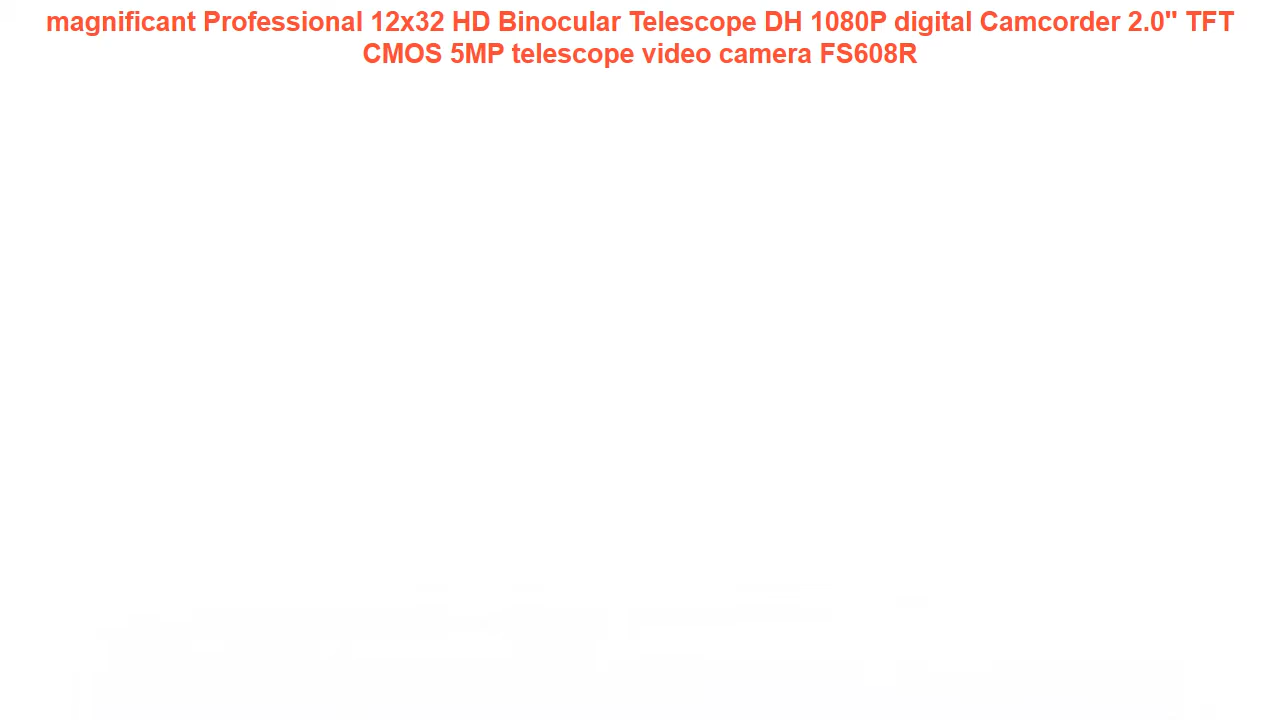 magnificant Professional 12x32 HD Binocular Telescope DH 1080P digital Camcorder 2.0" TFT
CMOS 5MP telescope video camera FS608R